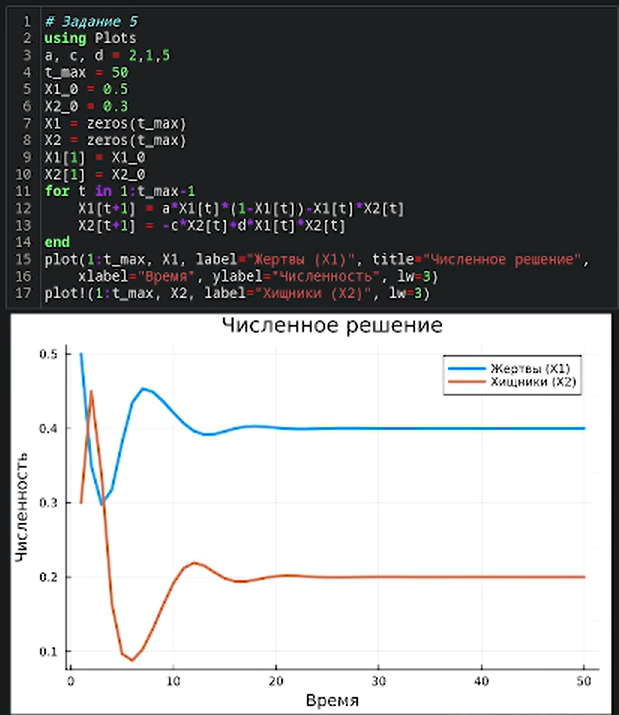 1 # Задание 5
2 using Plots
3 a, c, d = 2,1,5
4 t_max = 50
5 X1_0 = 0.5
6 X2_0 = 0.3
7 X1 = zeros(t_max)
8 X2 = zeros(t_max)
9 X1[1] = X1_0
10 X2[1] = X2_0
11 for t in 1:t_max-1
12 X1[t+1] = a*X1[t]*(1-X1[t])-X1[t]*X2[t]
13 X2[t+1] = -c*X2[t]+d*X1[t]*X2[t]
14 end
15 plot(1:t_max, X1, label="Жертвы (X1)", title="Численное решение",
16 xlabel="Время", ylabel="Численность", lw=3)
17 plot!(1:t_max, X2, label="Хищники (X2)", lw=3)
Численное решение
Жертвы (X1)
Хищники (X2)
Численность
0.5
0.4
0.3
0.2
0.1
0 10 20 30 40 50
Время